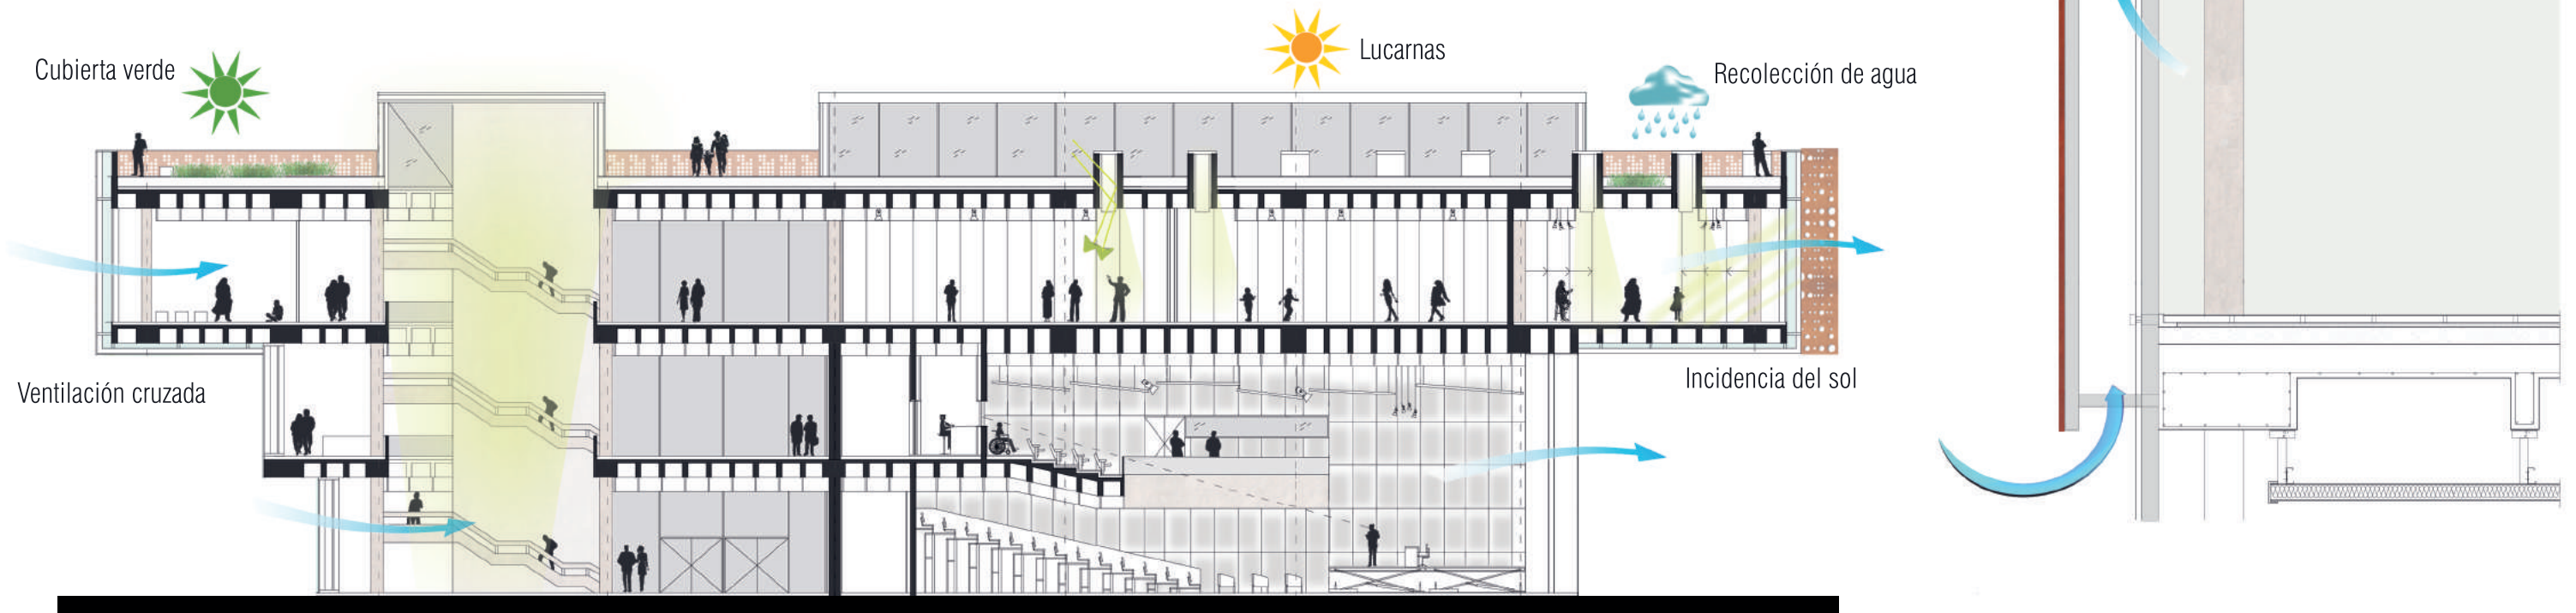 Cubierta verde
Lucarnas
Recolección de agua
Ventilación cruzada
Incidencia del sol